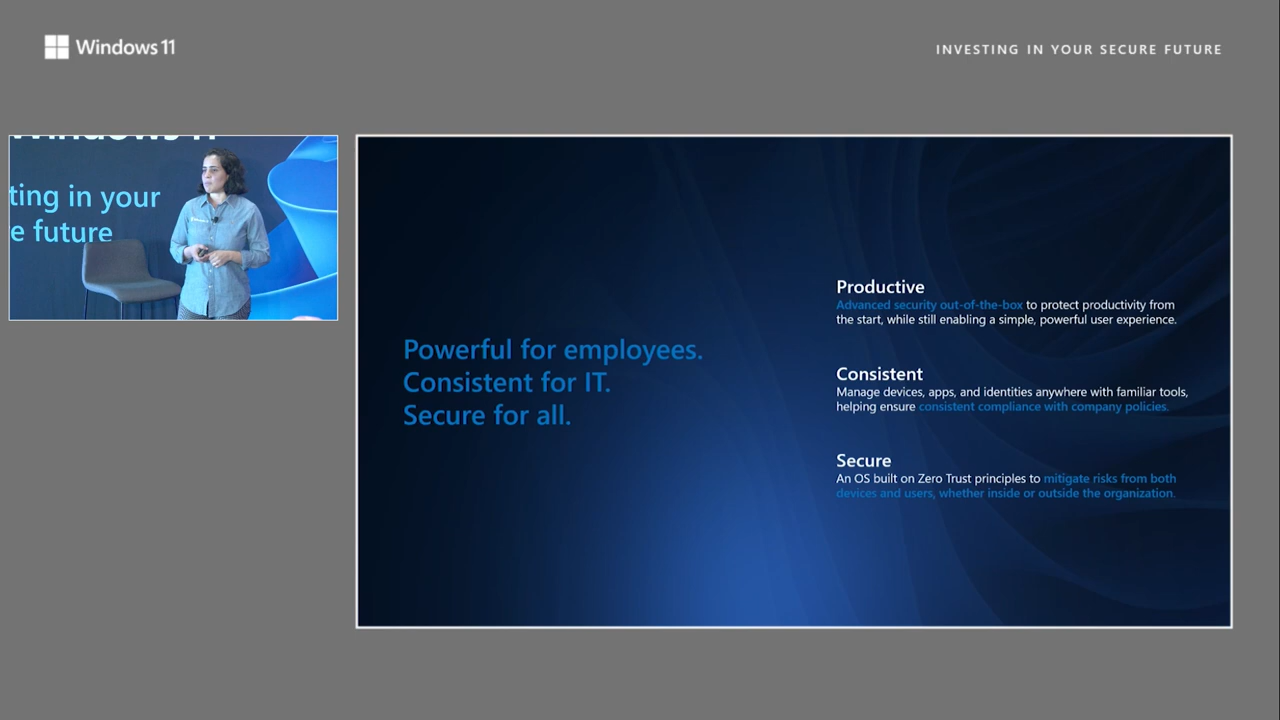 Windows 11
INVESTING IN YOUR SECURE FUTURE
ting in your
e future
Powerful for employees.
Consistent for IT.
Secure for all.
Productive
Advanced security out-of-the-box to protect productivity from
the start, while still enabling a simple, powerful user experience.
Consistent
Manage devices, apps, and identities anywhere with familiar tools,
helping ensure consistent compliance with company policies.
Secure
An OS built on Zero Trust principles to mitigate risks from both
devices and users, whether inside or outside the organization.